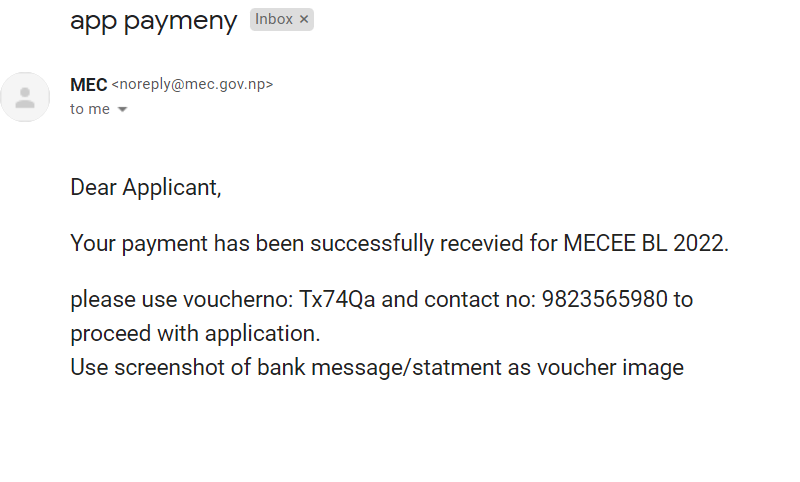 app paymeny Inbox ×
MEC <noreply@mec.gov.np>
to me
Dear Applicant,
Your payment has been successfully recevied for MECEE BL 2022.
please use voucherno: Tx74Qa and contact no: 9823565980 to
proceed with application.
Use screenshot of bank message/statment as voucher image